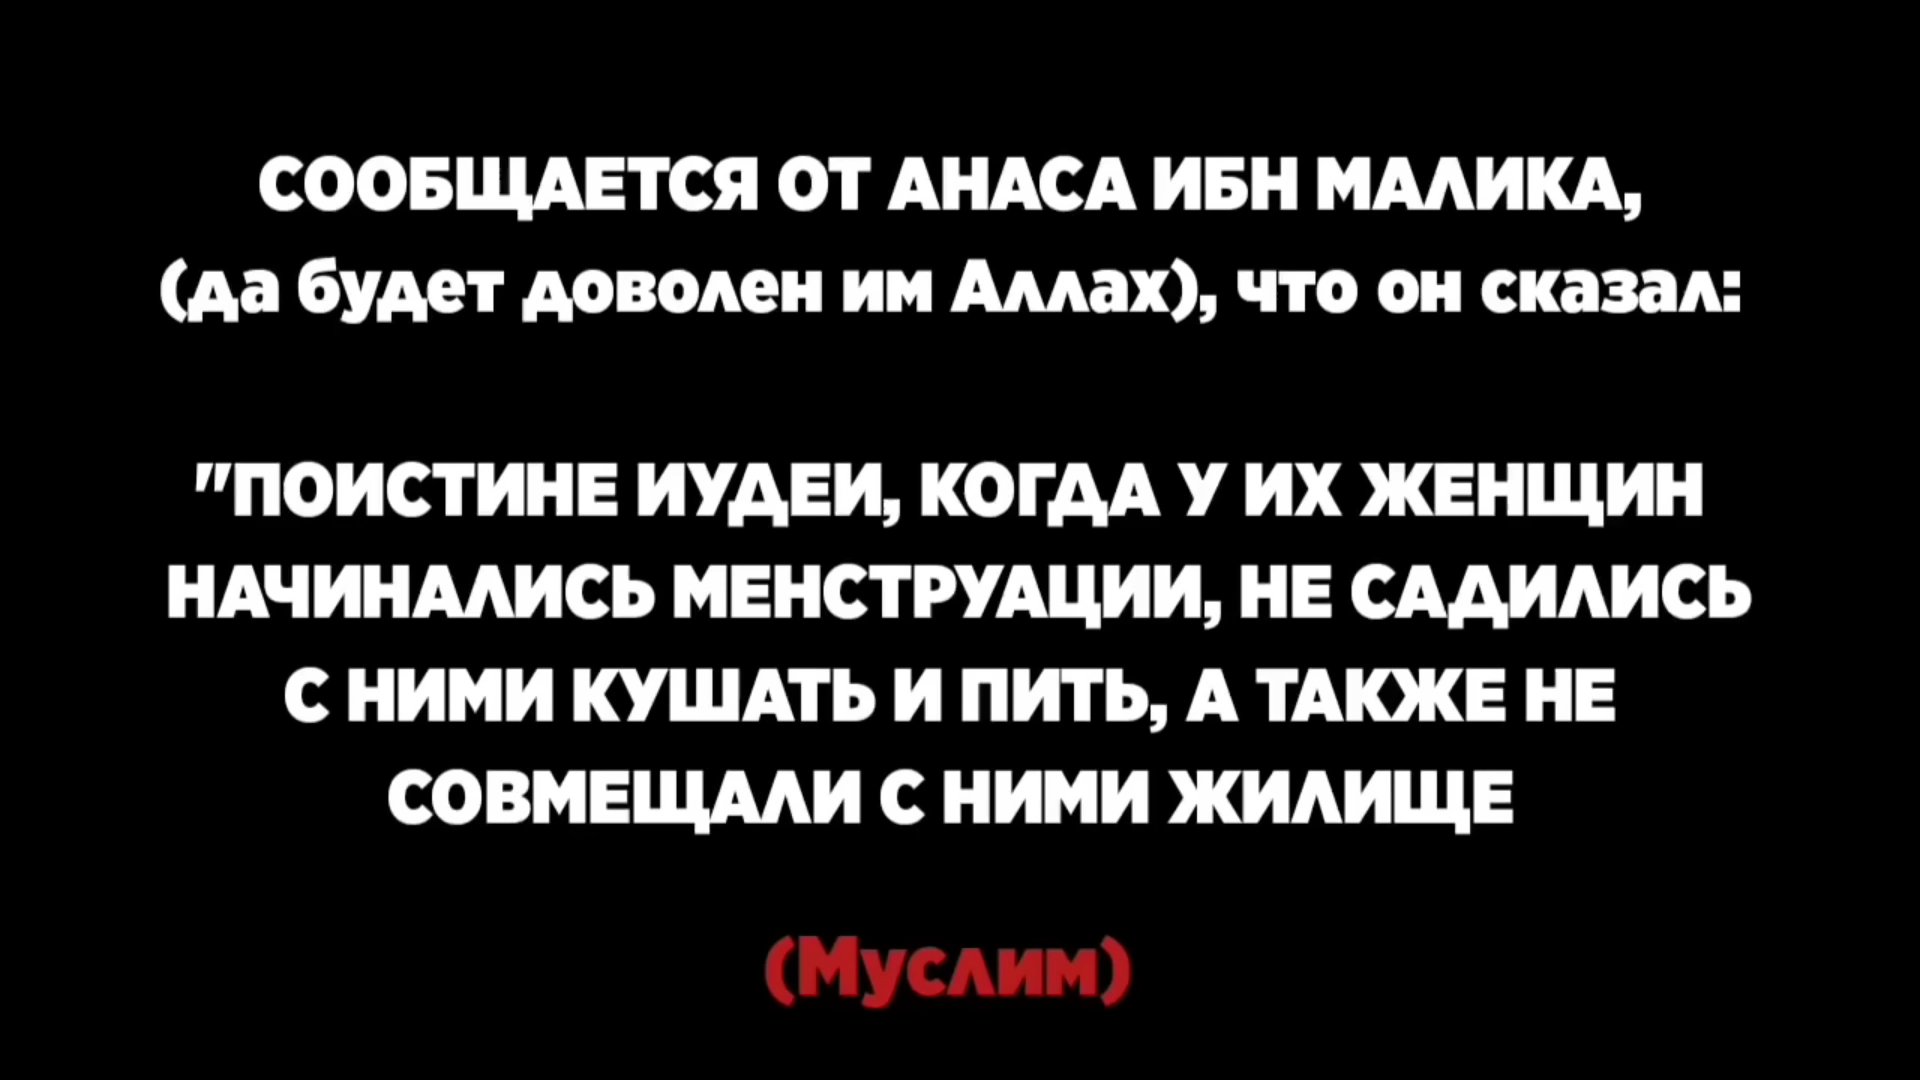 СООБЩАЕТСЯ ОТ АНАСА ИБН МАЛИКА,
(да будет доволен им Аллах), что он сказал:
"ПОИСТИНЕ ИУДЕИ, КОГДА У ИХ ЖЕНЩИН
НАЧИНАЛИСЬ МЕНСТРУАЦИИ, НЕ САДИЛИСЬ
С НИМИ КУШАТЬ И ПИТЬ, А ТАКЖЕ НЕ
СОВМЕЩАЛИ С НИМИ ЖИЛИЩЕ
(Муслим)